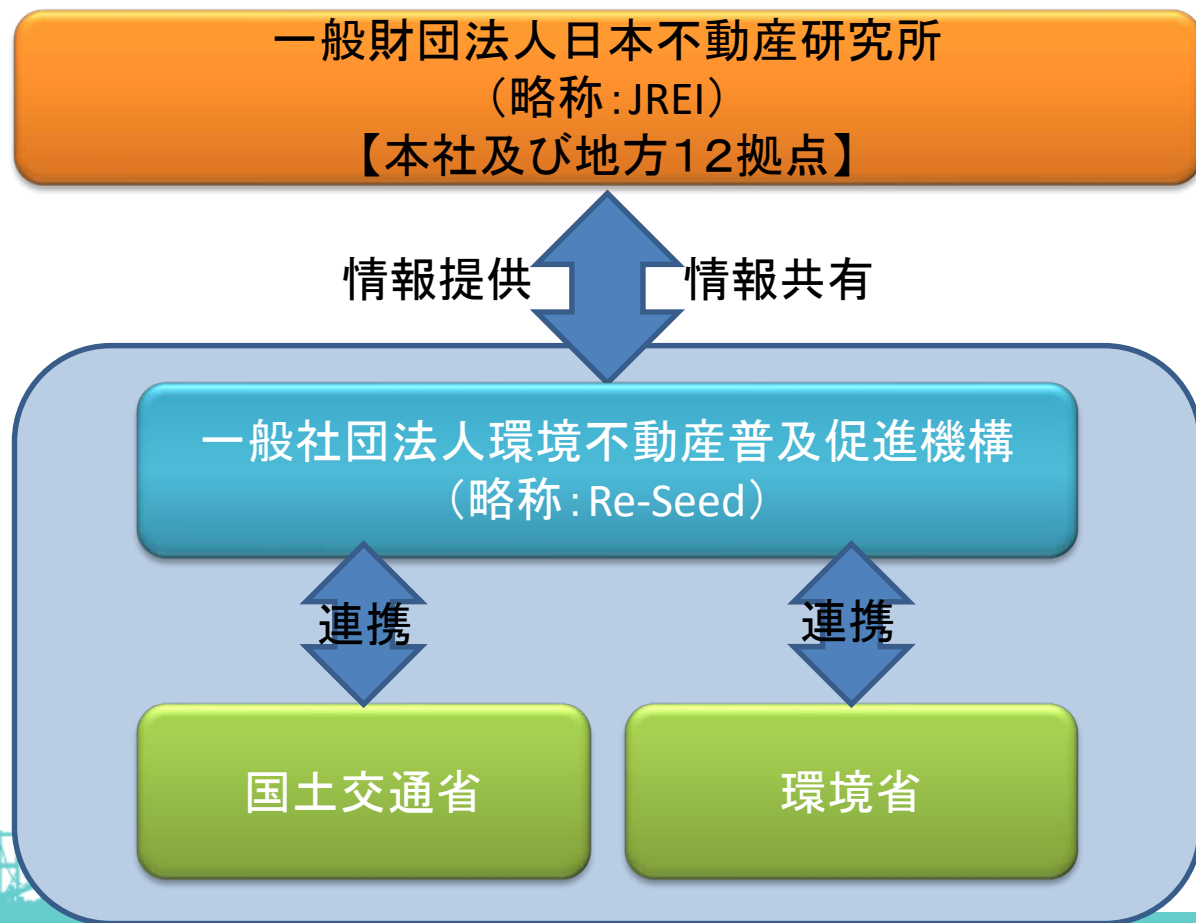 一般財団法人日本不動産研究所
（略称：JREI）
【本社及び地方１２拠点】
情報提供
情報共有
一般社団法人環境不動産普及促進機構
（略称：Re-Seed）
連携
連携
国土交通省
環境省